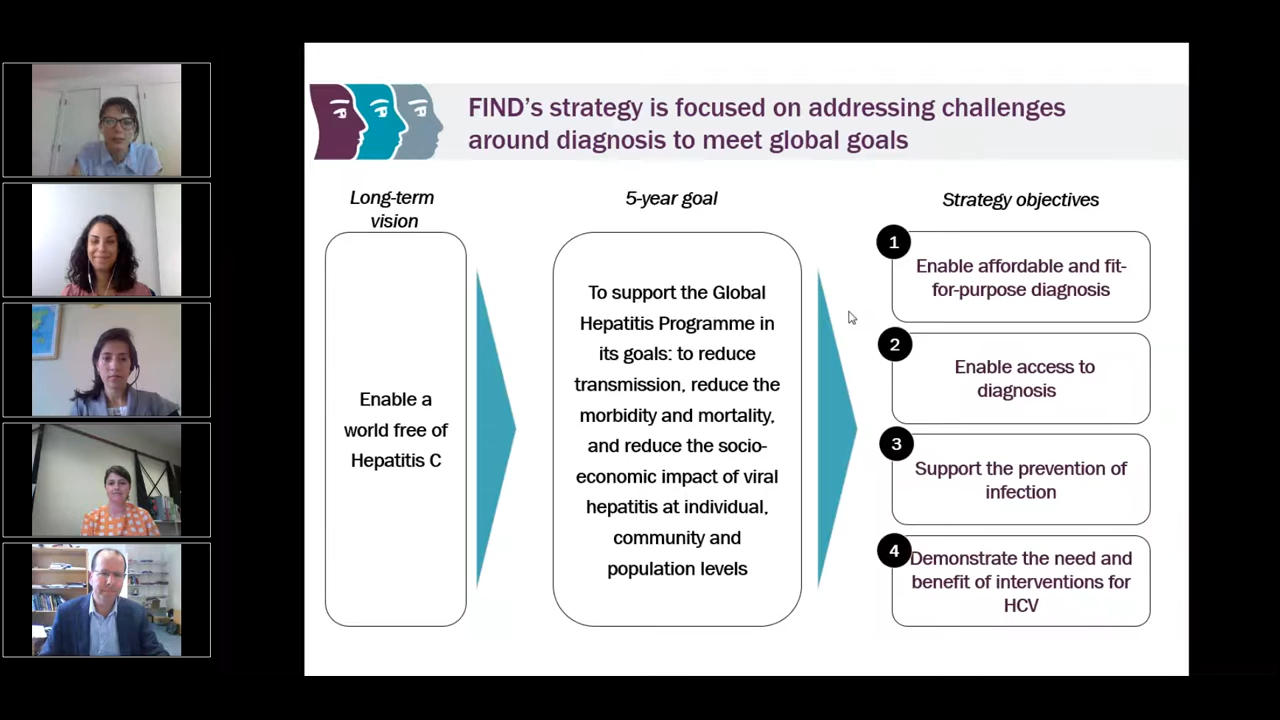 FIND's strategy is focused on addressing challenges
around diagnosis to meet global goals
Long-term
vision
Enable a
world free of
Hepatitis C
5-year goal
To support the Global
Hepatitis Programme in
its goals: to reduce
transmission, reduce the
morbidity and mortality,
and reduce the socio-
economic impact of viral
hepatitis at individual,
community and
population levels
Strategy objectives
1
Enable affordable and fit-
for-purpose diagnosis
2
Enable access to
diagnosis
3
Support the prevention of
infection
4
Demonstrate the need and
benefit of interventions for
HCV